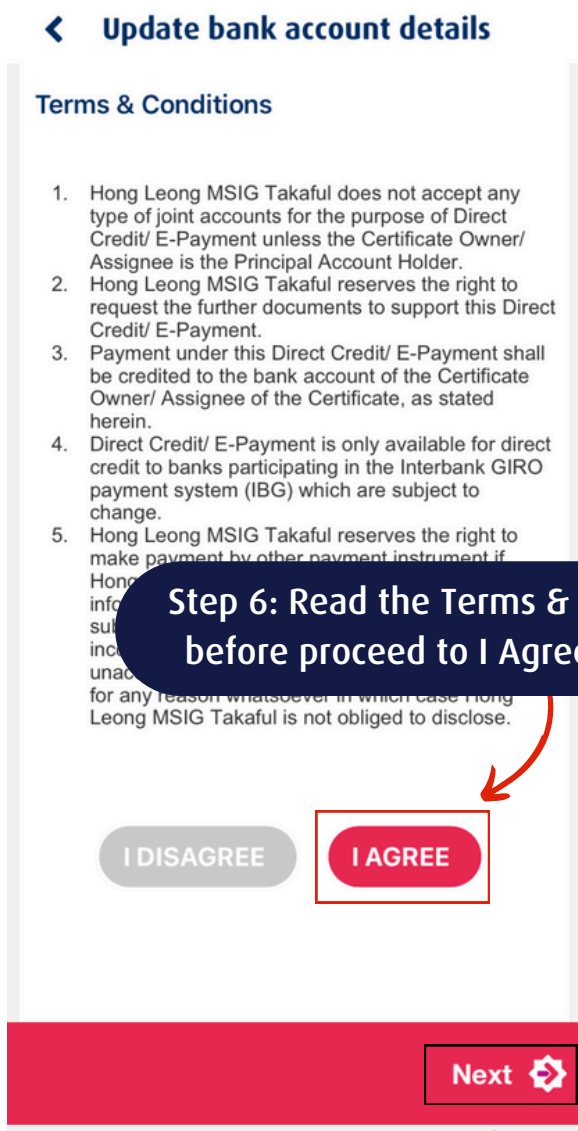 Update bank account details
Terms & Conditions
1. Hong Leong MSIG Takaful does not accept any
type of joint accounts for the purpose of Direct
Credit/ E-Payment unless the Certificate Owner/
Assignee is the Principal Account Holder.
2. Hong Leong MSIG Takaful reserves the right to
request the further documents to support this Direct
Credit/ E-Payment.
3. Payment under this Direct Credit/ E-Payment shall
be credited to the bank account of the Certificate
Owner/ Assignee of the Certificate, as stated
herein.
4. Direct Credit/ E-Payment is only available for direct
credit to banks participating in the Interbank GIRO
payment system (IBG) which are subject to
change.
5. Hong Leong MSIG Takaful reserves the right to
make payment by other payment instrument if
Step 6: Read the Terms &
before proceed to I Agree
for any reason whatsoever in which case Hong
Leong MSIG Takaful is not obliged to disclose.
I DISAGREE
I AGREE
Next